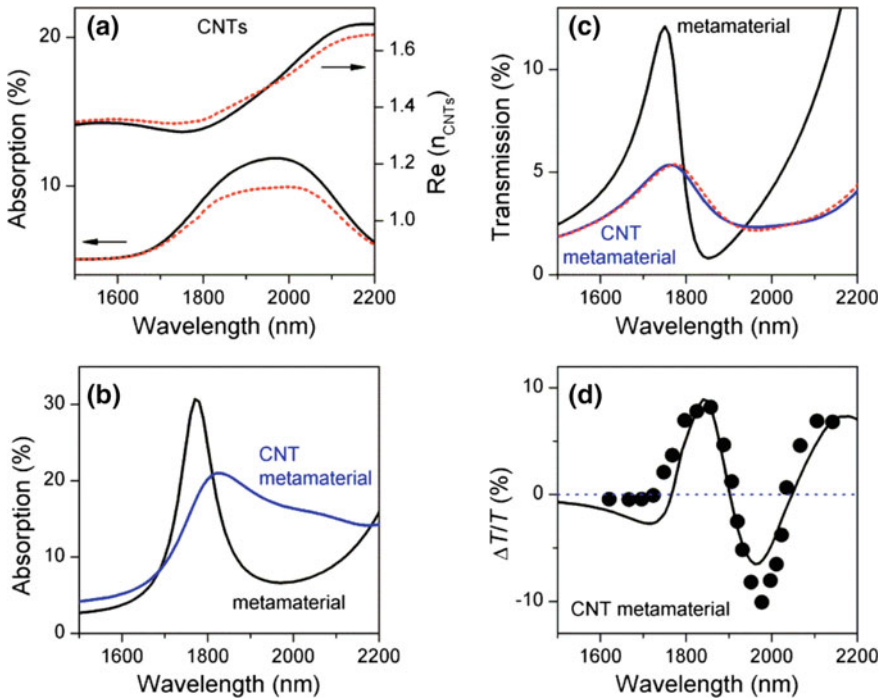 (a)
CNTs
20
10
Absorption (%)
1.6
1.4
1.2
1.0
Re (nCNTs)
1600 1800 2000 2200
Wavelength (nm)
(c)
metamaterial
10
5
0
Transmission (%)
CNT
metamaterial
1600 1800 2000 2200
Wavelength (nm)
(b)
30
20
10
0
Absorption (%)
CNT
metamaterial
metamaterial
1600 1800 2000 2200
Wavelength (nm)
(d)
10
0
-10
ΔT/T (%)
CNT metamaterial
1600 1800 2000 2200
Wavelength (nm)